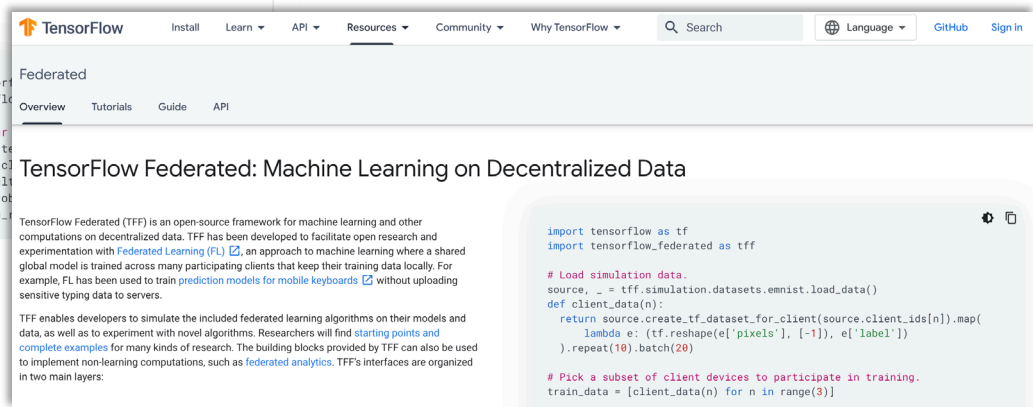 TensorFlow Install Learn API Resources Community Why TensorFlow Search Language GitHub Sign in
Federated
Overview Tutorials Guide API
TensorFlow Federated: Machine Learning on Decentralized Data
TensorFlow Federated (TFF) is an open-source framework for machine learning and other
computations on decentralized data. TFF has been developed to facilitate open research and
experimentation with Federated Learning (FL), an approach to machine learning where a shared
global model is trained across many participating clients that keep their training data locally. For
example, FL has been used to train prediction models for mobile keyboards without uploading
sensitive typing data to servers.
TFF enables developers to simulate the included federated learning algorithms on their models and
data, as well as to experiment with novel algorithms. Researchers will find starting points and
complete examples for many kinds of research. The building blocks provided by TFF can also be used
to implement non-learning computations, such as federated analytics. TFF's interfaces are organized
in two main layers:
import tensorflow as tf
import tensorflow_federated as tff
# Load simulation data.
source, _ = tff.simulation.datasets.emnist.load_data()
def client_data(n):
  return source.create_tf_dataset_for_client(source.client_ids[n]).map(
      lambda e: (tf.reshape(e['pixels'], [-1]), e['label'])
  ).repeat(10).batch(20)
# Pick a subset of client devices to participate in training.
train_data = [client_data(n) for n in range(3)]